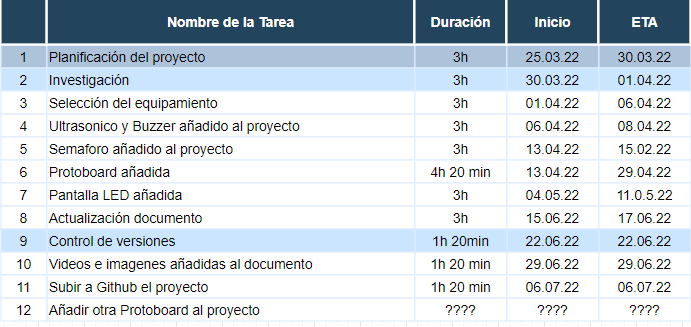 Nombre de la Tarea Duración Inicio ETA
1 Planificación del proyecto 3h 25.03.22 30.03.22
2 Investigación 3h 30.03.22 01.04.22
3 Selección del equipamiento 3h 01.04.22 06.04.22
4 Ultrasonico y Buzzer añadido al proyecto 3h 06.04.22 08.04.22
5 Semaforo añadido al proyecto 3h 13.04.22 15.02.22
6 Protoboard añadida 4h 20 min 13.04.22 29.04.22
7 Pantalla LED añadida 3h 04.05.22 11.0.5.22
8 Actualización documento 3h 15.06.22 17.06.22
9 Control de versiones 1h 20min 22.06.22 22.06.22
10 Videos e imagenes añadidas al documento 1h 20 min 29.06.22 29.06.22
11 Subir a Github el proyecto 1h 20 min 06.07.22 06.07.22
12 Añadir otra Protoboard al proyecto ???? ???? ????